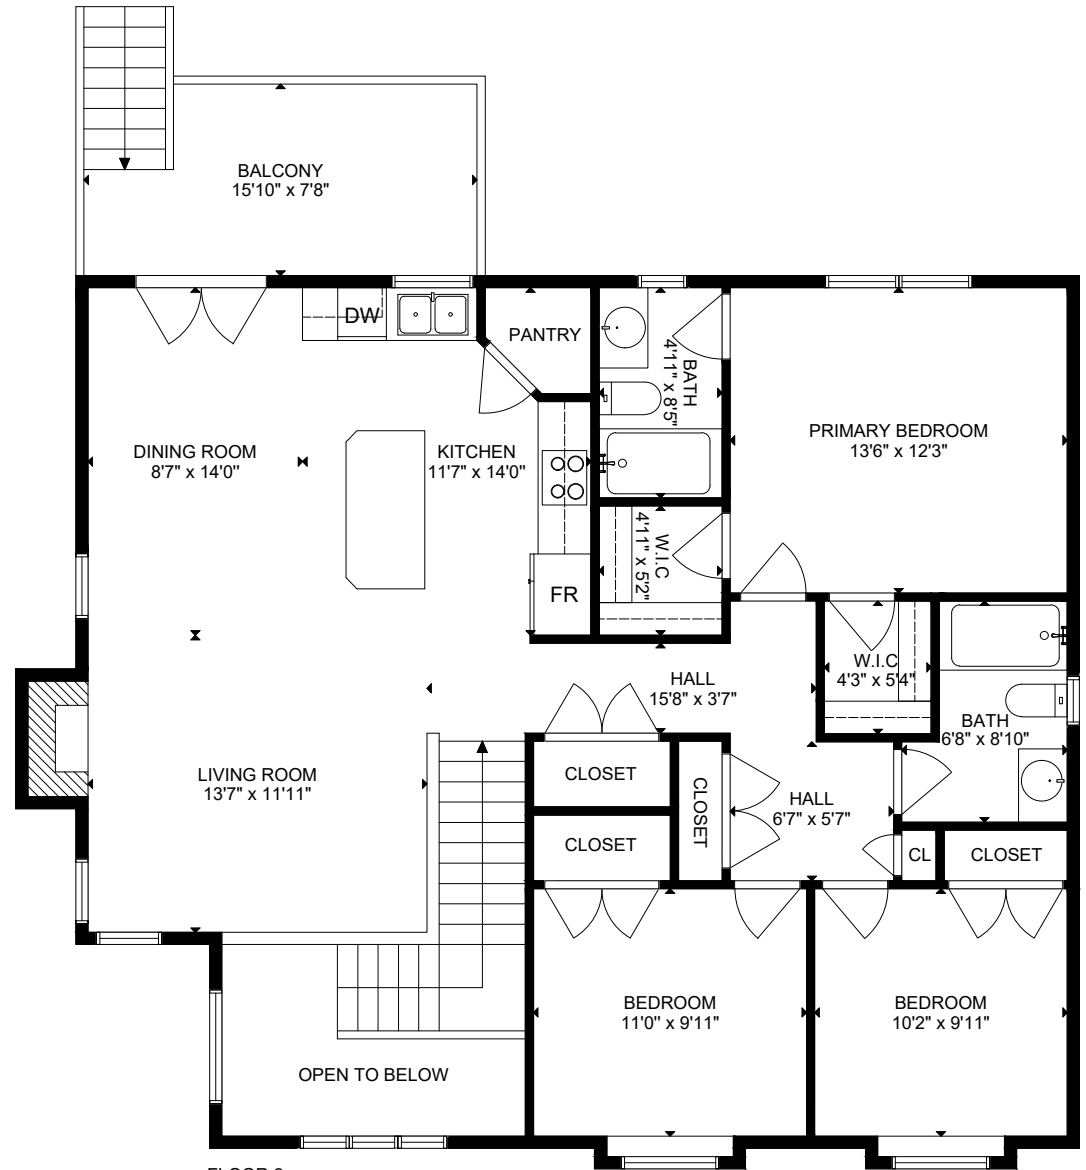 BALCONY
15'10" x 7'8"
DW
PANTRY
BATH
4'11" x 8'5"
PRIMARY BEDROOM
13'6" x 12'3"
DINING ROOM
8'7" x 14'0"
KITCHEN
11'7" x 14'0"
W.I.C
4'11" x 5'2"
FR
HALL
15'8" x 3'7"
W.I.C
4'3" x 5'4"
BATH
6'8" x 8'10"
LIVING ROOM
13'7" x 11'11"
CLOSET
CLOSET
HALL
6'7" x 5'7"
CLOSET
CL
CLOSET
BEDROOM
11'0" x 9'11"
BEDROOM
10'2" x 9'11"
OPEN TO BELOW